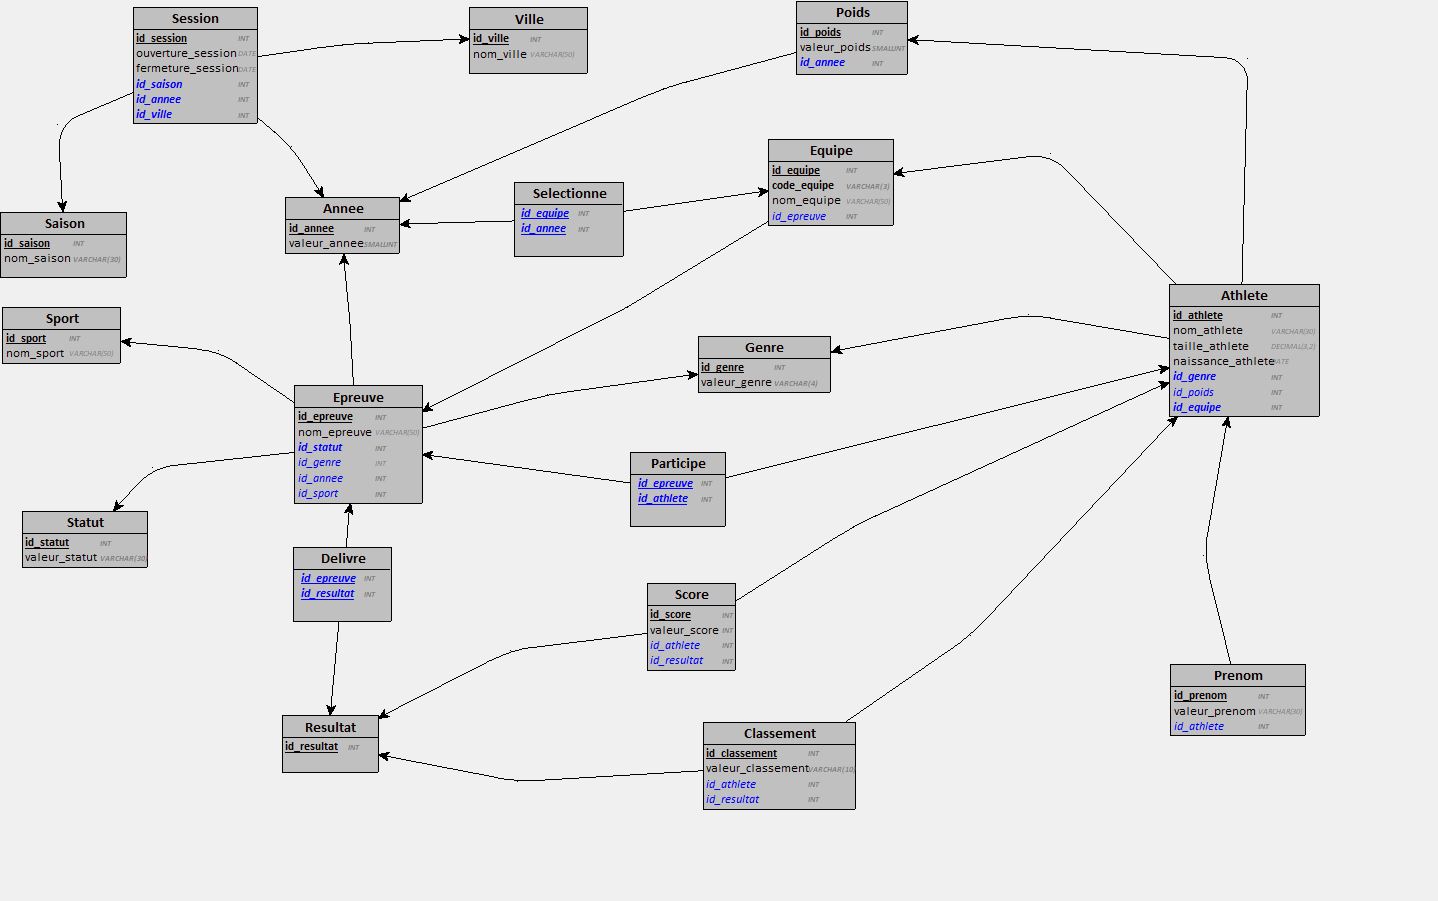 Session
id_session INT
ouverture_session DATE
fermeture_session DATE
id_saison INT
id_annee INT
id_ville INT
Ville
id_ville INT
nom_ville VARCHAR(50)
Poids
id_poids INT
valeur_poids SMALLINT
id_annee INT
Equipe
id_equipe INT
code_equipe VARCHAR(3)
nom_equipe VARCHAR(50)
id_epreuve INT
Selectionne
id_equipe INT
id_annee INT
Annee
id_annee INT
valeur_annee SMALLINT
Saison
id_saison INT
nom_saison VARCHAR(30)
Sport
id_sport INT
nom_sport VARCHAR(50)
Athlete
id_athlete INT
nom_athlete VARCHAR(30)
taille_athlete DECIMAL(3,2)
naissance_athlete DATE
id_genre INT
id_poids INT
id_equipe INT
Genre
id_genre INT
valeur_genre VARCHAR(4)
Epreuve
id_epreuve INT
nom_epreuve VARCHAR(50)
id_statut INT
id_genre INT
id_annee INT
id_sport INT
Participe
id_epreuve INT
id_athlete INT
Statut
id_statut INT
valeur_statut VARCHAR(30)
Delivre
id_epreuve INT
id_resultat INT
Score
id_score INT
valeur_score INT
id_athlete INT
id_resultat INT
Prenom
id_prenom INT
valeur_prenom VARCHAR(30)
id_athlete INT
Resultat
id_resultat INT
Classement
id_classement INT
valeur_classement VARCHAR(10)
id_athlete INT
id_resultat INT